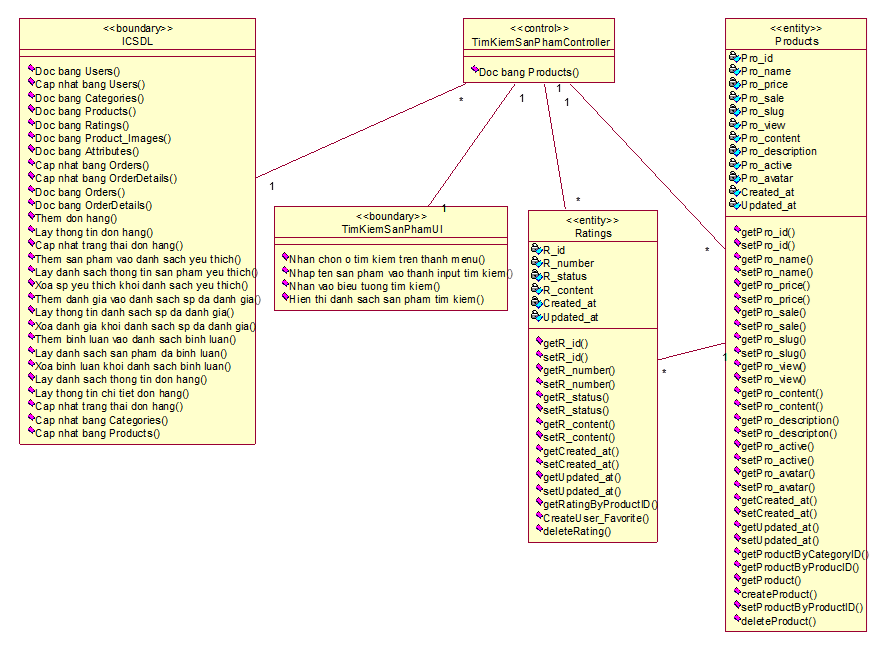 <<boundary>>
ICSDL
Doc bang Users()
Cap nhat bang Users()
Doc bang Categories()
Doc bang Products()
Doc bang Ratings()
Doc bang Product_Images()
Doc bang Attributes()
Cap nhat bang Orders()
Cap nhat bang OrderDetails()
Doc bang Orders()
Doc bang OrderDetails()
Them don hang()
Lay thong tin don hang()
Cap nhat trang thai don hang()
Them san pham vao danh sach yeu thich()
Lay danh sach thong tin san pham yeu thich()
Xoa sp yeu thich khoi danh sach yeu thich()
Them danh gia vao danh sach sp da danh gia()
Lay thong tin danh sach sp da danh gia()
Xoa danh gia khoi danh sach sp da danh gia()
Them binh luan vao danh sach binh luan()
Lay danh sach san pham da binh luan()
Xoa binh luan khoi danh sach binh luan()
Lay danh sach thong tin don hang()
Lay thong tin chi tiet don hang()
Cap nhat trang thai don hang()
Cap nhat bang Categories()
Cap nhat bang Products()
<<control>>
TimKiemSanPhamController
Doc bang Products()
*
1
1
1
1
1
*
*
<<boundary>>
TimKiemSanPhamUI
Nhan chon o tim kiem tren thanh menu()
Nhap ten san pham vao thanh input tim kiem()
Nhan vao bieu tuong tim kiem()
Hien thi danh sach san pham tim kiem()
<<entity>>
Ratings
R_id
R_number
R_status
R_content
Created_at
Updated_at
getR_id()
setR_id()
getR_number()
setR_number()
getR_status()
setR_status()
getR_content()
setR_content()
getCreated_at()
setCreated_at()
getUpdated_at()
setUpdated_at()
getRatingByProductID()
CreateUser_Favorite()
deleteRating()
*
1
<<entity>>
Products
Pro_id
Pro_name
Pro_price
Pro_sale
Pro_slug
Pro_view
Pro_content
Pro_description
Pro_active
Pro_avatar
Created_at
Updated_at
getPro_id()
setPro_id()
getPro_name()
setPro_name()
getPro_price()
setPro_price()
getPro_sale()
setPro_sale()
getPro_slug()
setPro_slug()
getPro_view()
setPro_view()
getPro_content()
setPro_content()
getPro_description()
setPro_descripton()
getPro_active()
setPro_active()
getPro_avatar()
setPro_avatar()
getCreated_at()
setCreated_at()
getUpdated_at()
setUpdated_at()
getProductByCategoryID()
getProductByProducID()
getProduct()
createProduct()
setProductByProductID()
deleteProduct()